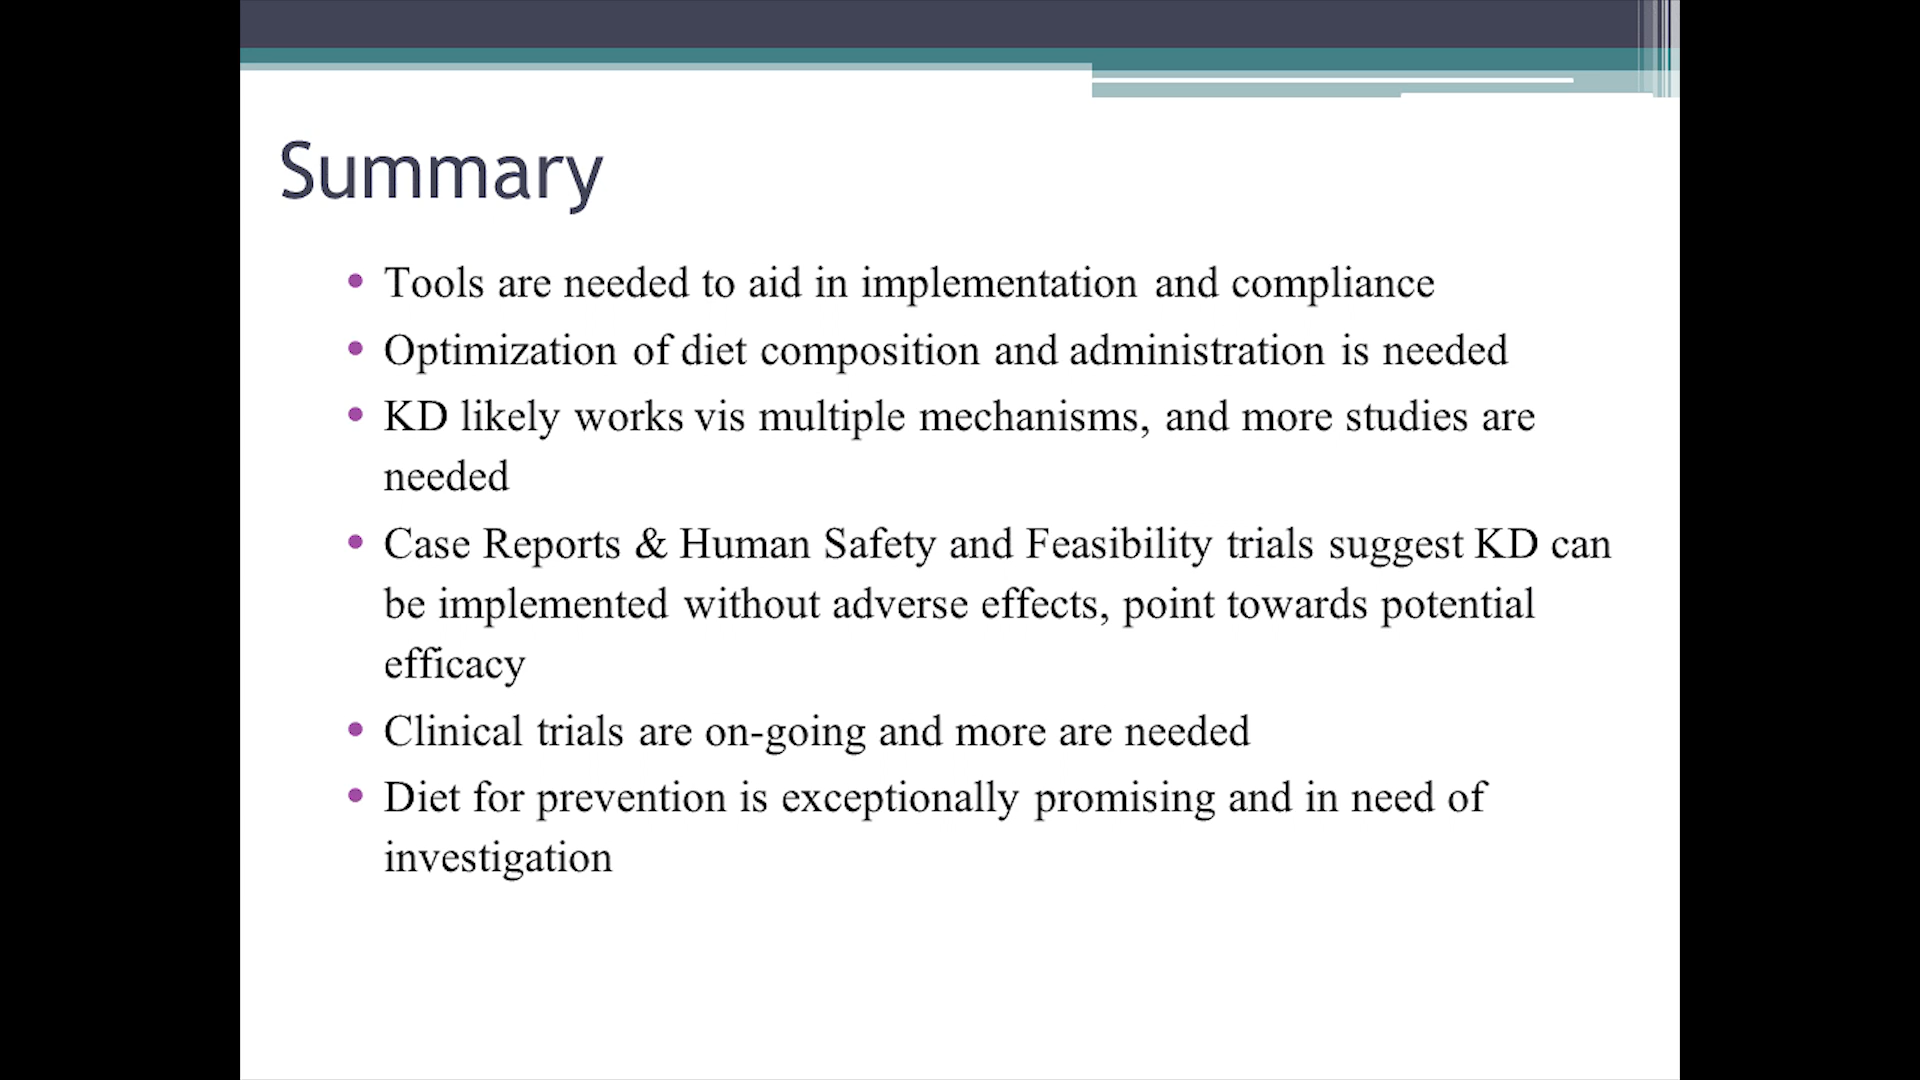 Summary
• Tools are needed to aid in implementation and compliance
• Optimization of diet composition and administration is needed
• KD likely works vis multiple mechanisms, and more studies are
needed
• Case Reports & Human Safety and Feasibility trials suggest KD can
be implemented without adverse effects, point towards potential
efficacy
• Clinical trials are on-going and more are needed
• Diet for prevention is exceptionally promising and in need of
investigation